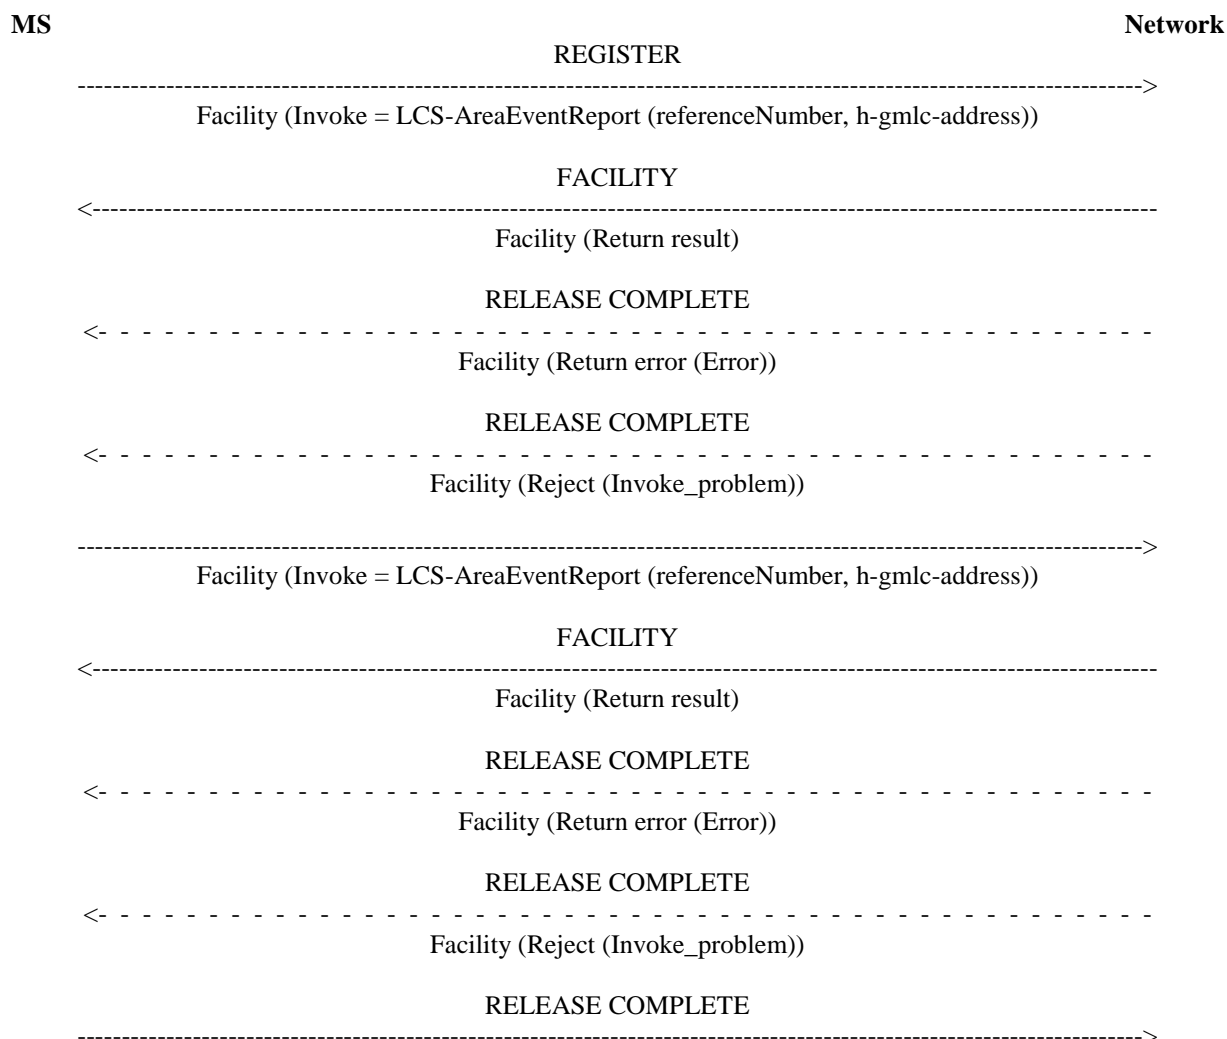 MS Network
REGISTER
------------------------------------------------------------------------------------------------------------------------->
Facility (Invoke = LCS-AreaEventReport (referenceNumber, h-gmlc-address))
FACILITY
<-------------------------------------------------------------------------------------------------------------------------
Facility (Return result)
RELEASE COMPLETE
<- - - - - - - - - - - - - - - - - - - - - - - - - - - - - - - - - - - - - - - - - - - - - - - - - - - - - - - - - -
Facility (Return error (Error))
RELEASE COMPLETE
<- - - - - - - - - - - - - - - - - - - - - - - - - - - - - - - - - - - - - - - - - - - - - - - - - - - - - - - - - -
Facility (Reject (Invoke_problem))
------------------------------------------------------------------------------------------------------------------------->
Facility (Invoke = LCS-AreaEventReport (referenceNumber, h-gmlc-address))
FACILITY
<-------------------------------------------------------------------------------------------------------------------------
Facility (Return result)
RELEASE COMPLETE
<- - - - - - - - - - - - - - - - - - - - - - - - - - - - - - - - - - - - - - - - - - - - - - - - - - - - - - - - - -
Facility (Return error (Error))
RELEASE COMPLETE
<- - - - - - - - - - - - - - - - - - - - - - - - - - - - - - - - - - - - - - - - - - - - - - - - - - - - - - - - - -
Facility (Reject (Invoke_problem))
RELEASE COMPLETE
------------------------------------------------------------------------------------------------------------------------->